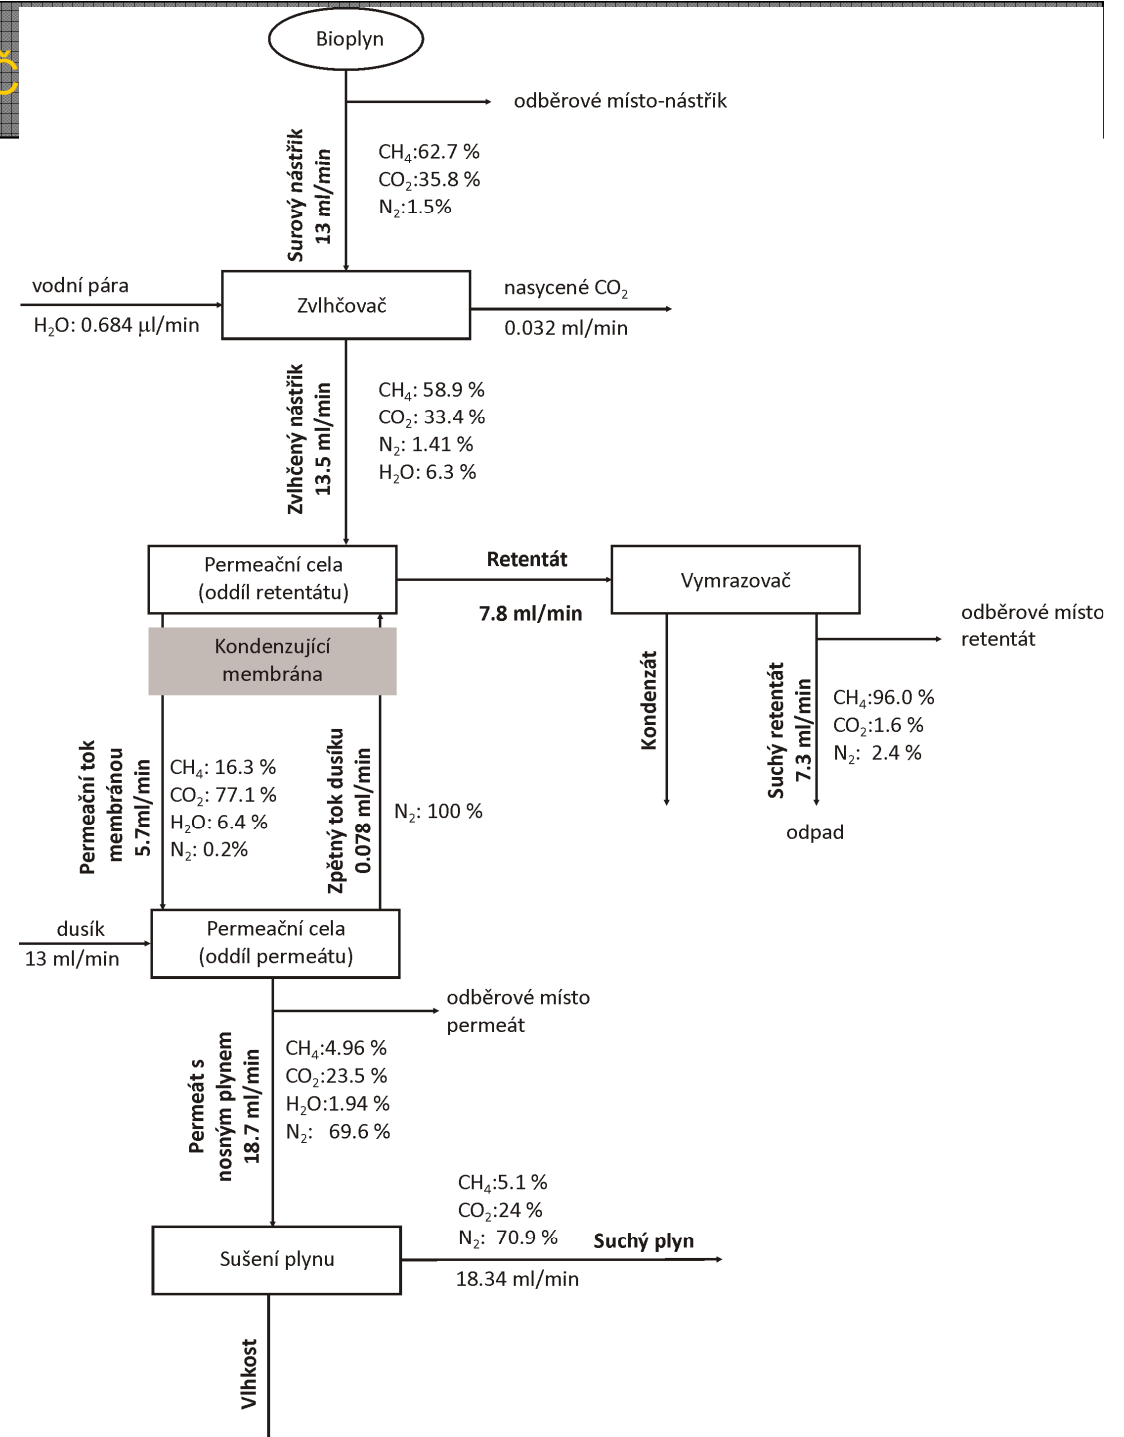 Č
Bioplyn
odběrové místo-nástřik
Surový nástřik
13 ml/min
CH₄:62.7 %
CO₂:35.8 %
N₂:1.5%
vodní pára
H₂O: 0.684 µl/min
Zvlhčovač
nasycené CO₂
0.032 ml/min
Zvlhčený nástřik
13.5 ml/min
CH₄: 58.9 %
CO₂: 33.4 %
N₂: 1.41 %
H₂O: 6.3 %
Permeační cela
(oddíl retentátu)
Retentát
7.8 ml/min
Vymrazovač
Kondenzující
membrána
odběrové místo
retentát
Kondenzát
Suchý retentát
7.3 ml/min
CH₄:96.0 %
CO₂:1.6 %
N₂: 2.4 %
odpad
Permeační tok
membránou
5.7ml/min
CH₄: 16.3 %
CO₂: 77.1 %
H₂O: 6.4 %
N₂: 0.2%
Zpětný tok dusíku
0.078 ml/min
N₂: 100 %
dusík
13 ml/min
Permeační cela
(oddíl permeátu)
odběrové místo
permeát
Permeát s
nosným plynem
18.7 ml/min
CH₄:4.96 %
CO₂:23.5 %
H₂O:1.94 %
N₂: 69.6 %
Sušení plynu
CH₄:5.1 %
CO₂:24 %
N₂: 70.9 %
Suchý plyn
18.34 ml/min
Vlhkost